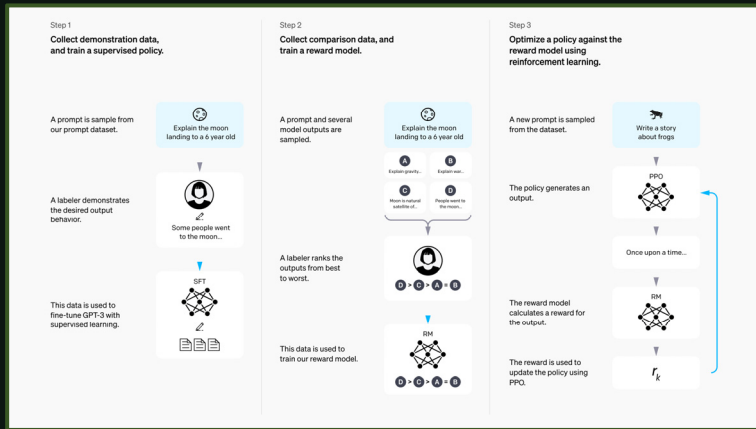 Step 1
Collect demonstration data,
and train a supervised policy.
A prompt is sample from
our prompt dataset.
Explain the moon
landing to a 6 year old
A labeler demonstrates
the desired output
behavior.
Some people went
to the moon...
This data is used to
fine-tune GPT-3 with
supervised learning.
SFT
Step 2
Collect comparison data, and
train a reward model.
A prompt and several
model outputs are
sampled.
Explain the moon
landing to a 6 year old
A
Explain gravity...
B
Explain war...
C
Moon is natural
satellite of...
D
People went to
the moon...
A labeler ranks the
outputs from best
to worst.
D > C > A = B
This data is used to
train our reward model.
RM
D > C > A = B
Step 3
Optimize a policy against the
reward model using
reinforcement learning.
A new prompt is sampled
from the dataset.
Write a story
about frogs
The policy generates an
output.
PPO
Once upon a time...
The reward model
calculates a reward for
the output.
RM
The reward is used to
update the policy using
PPO.
rk